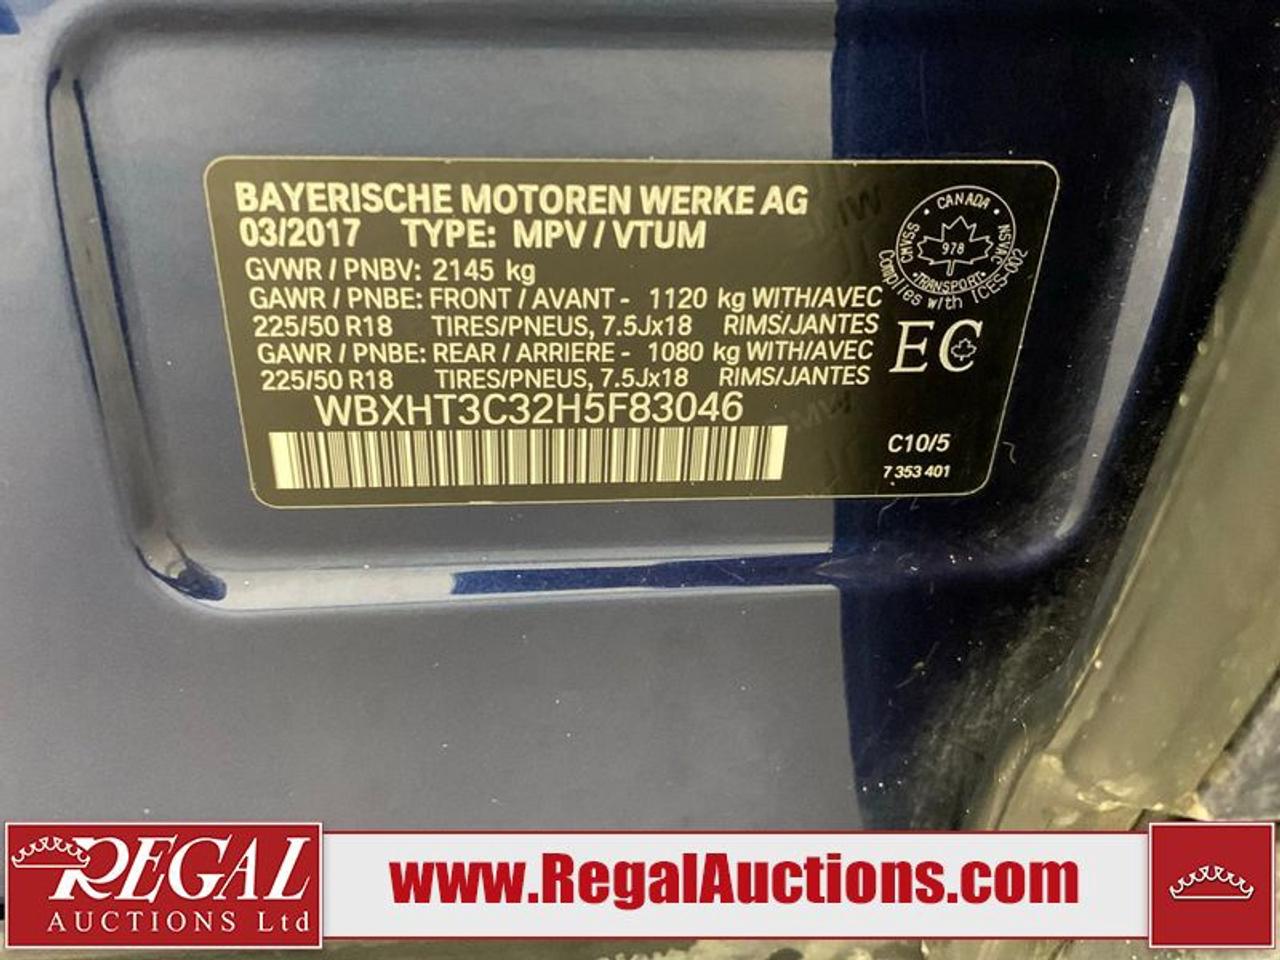 BAYERISCHE MOTOREN WERKE AG
03/2017 TYPE: MPV / VTUM
GVWR / PNBV: 2145 kg
GAWR / PNBE: FRONT / AVANT - 1120 kg WITH/AVEC
225/50 R18 TIRES/PNEUS, 7.5Jx18 RIMS/JANTES
GAWR / PNBE: REAR / ARRIERE - 1080 kg WITH/AVEC
225/50 R18 TIRES/PNEUS, 7.5Jx18 RIMS/JANTES
WBXHT3C32H5F83046
CANADA
CMVSS NSVAC
978
TRANSPORT
Complies with ICES-002
EC
C10/5
7 353 401
REGAL
AUCTIONS Ltd
www.RegalAuctions.com